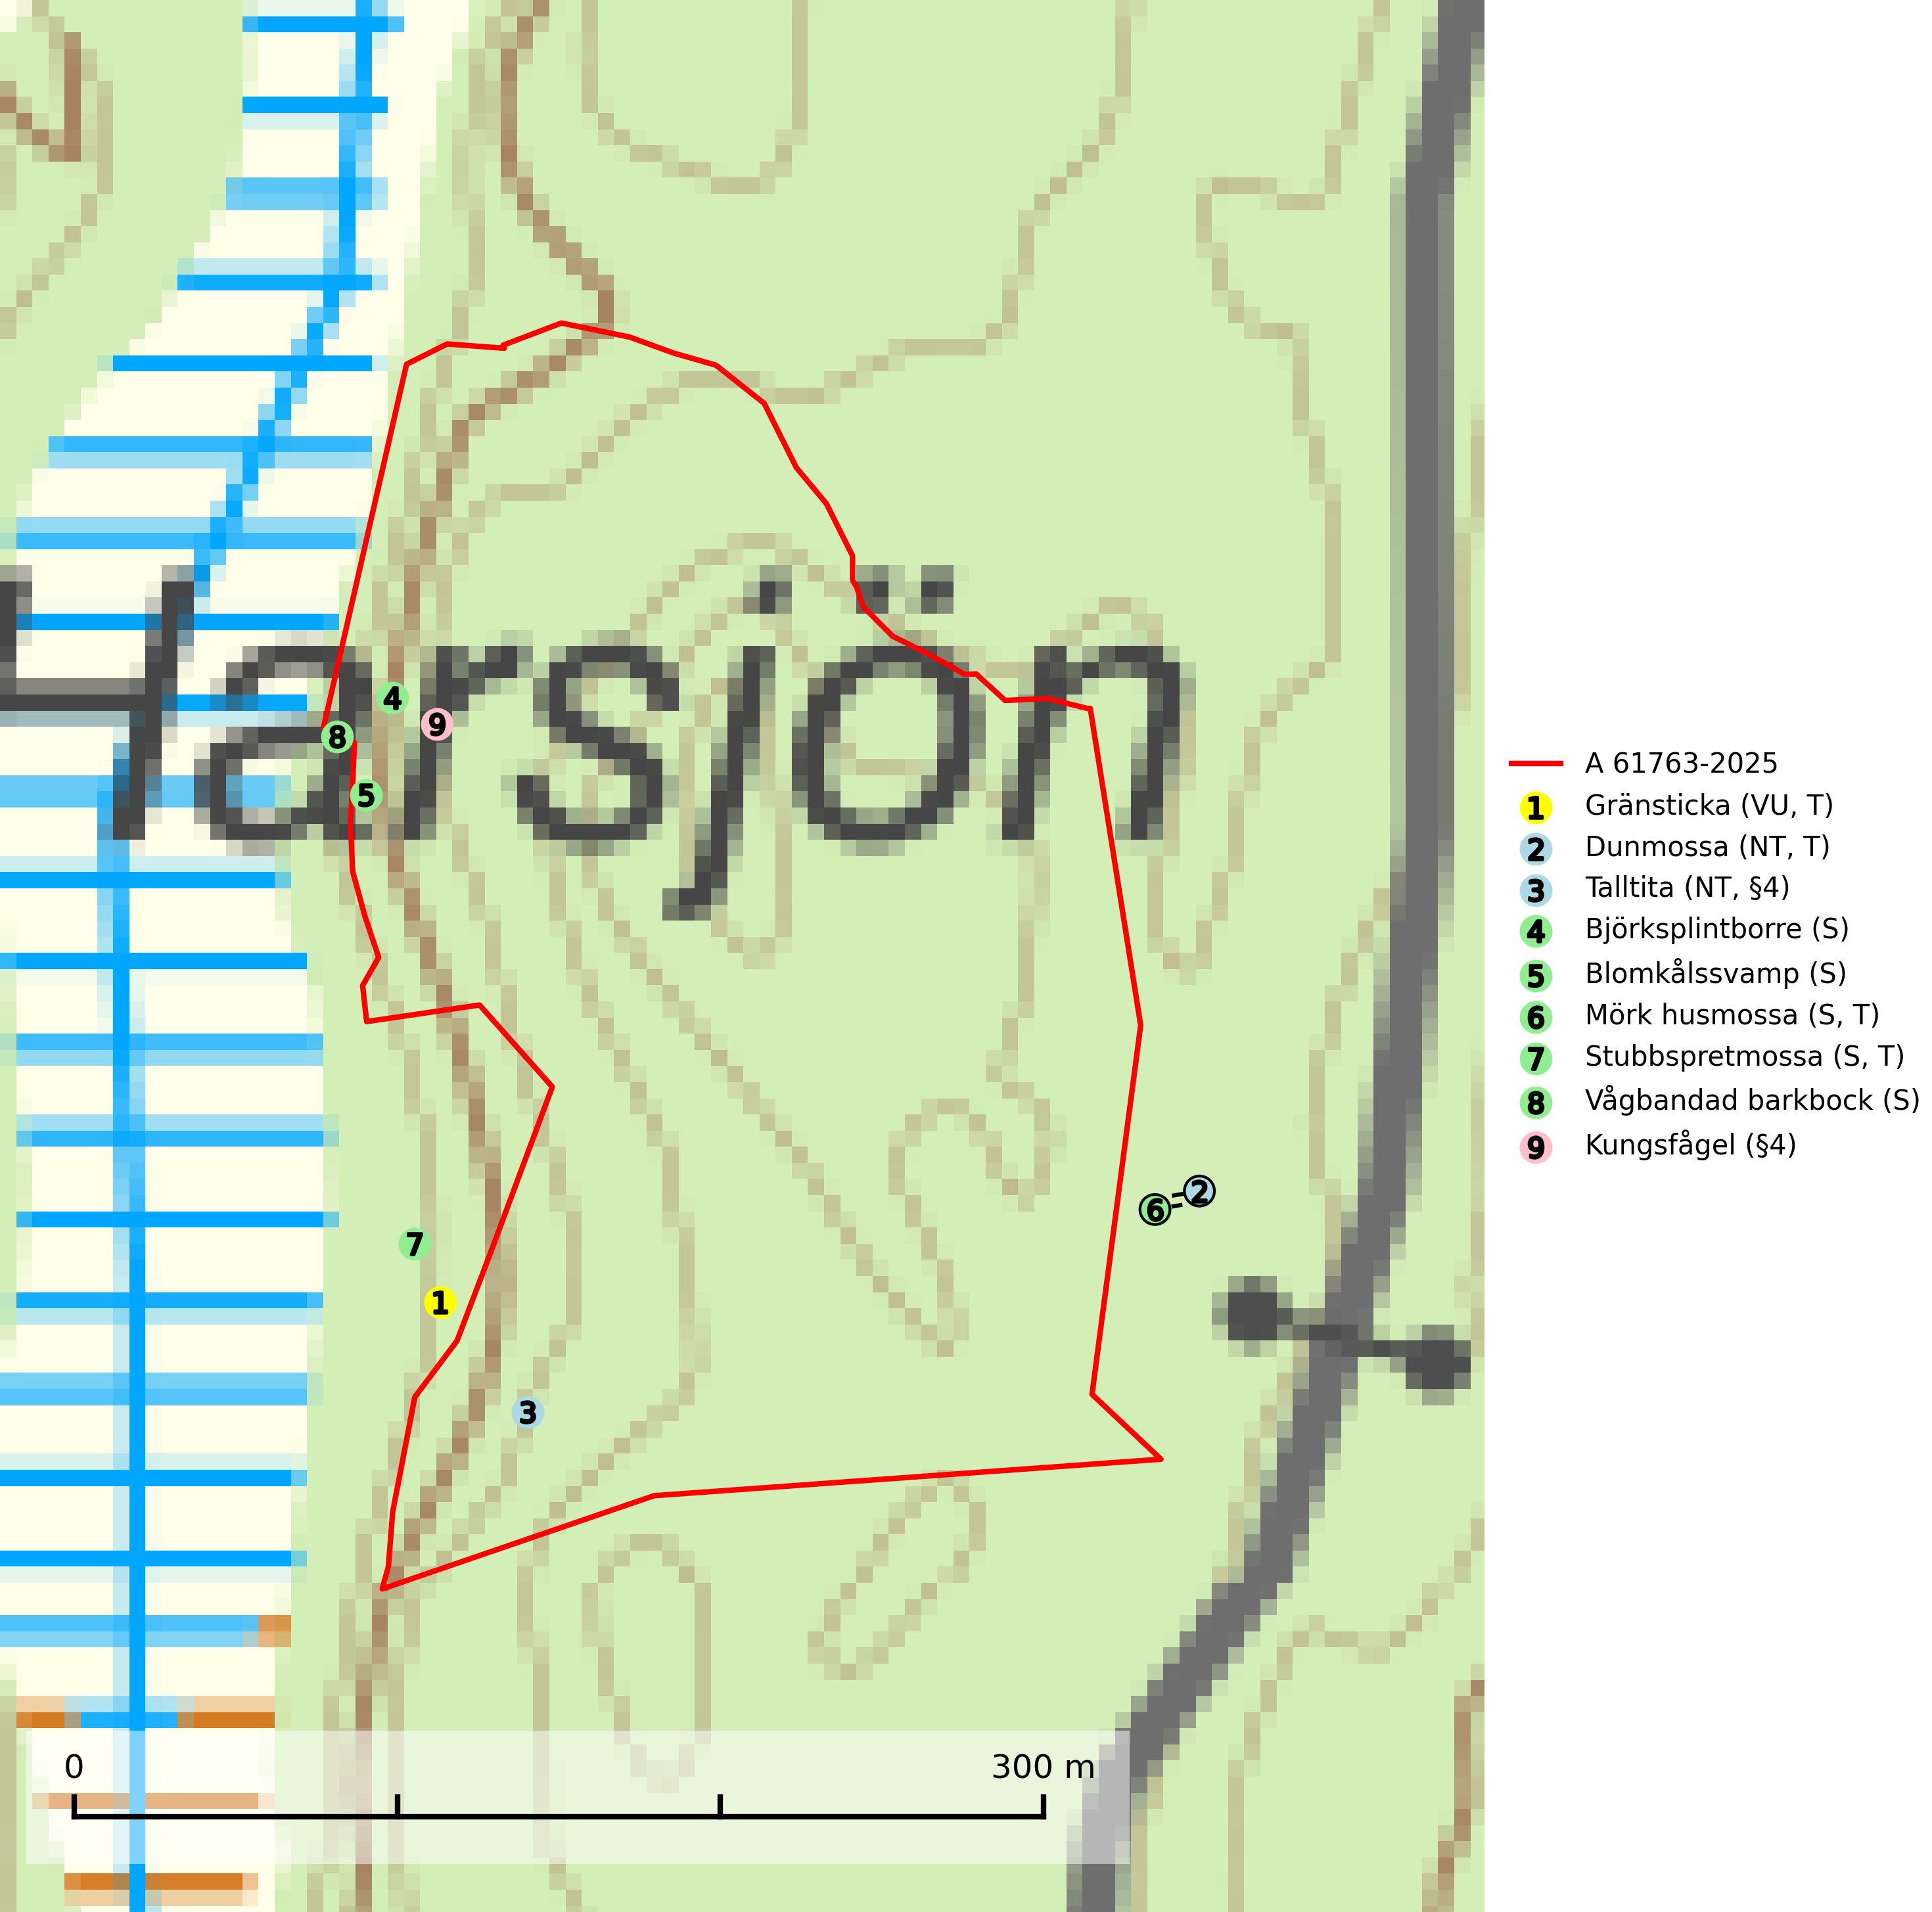 Harsjön
4
9
8
5
6 2
7
1
3
0 300 m
A 61763-2025
1 Gränsticka (VU, T)
2 Dunmossa (NT, T)
3 Talltita (NT, §4)
4 Björksplintborre (S)
5 Blomkålssvamp (S)
6 Mörk husmossa (S, T)
7 Stubbspretmossa (S, T)
8 Vågbandad barkbock (S)
9 Kungsfågel (§4)